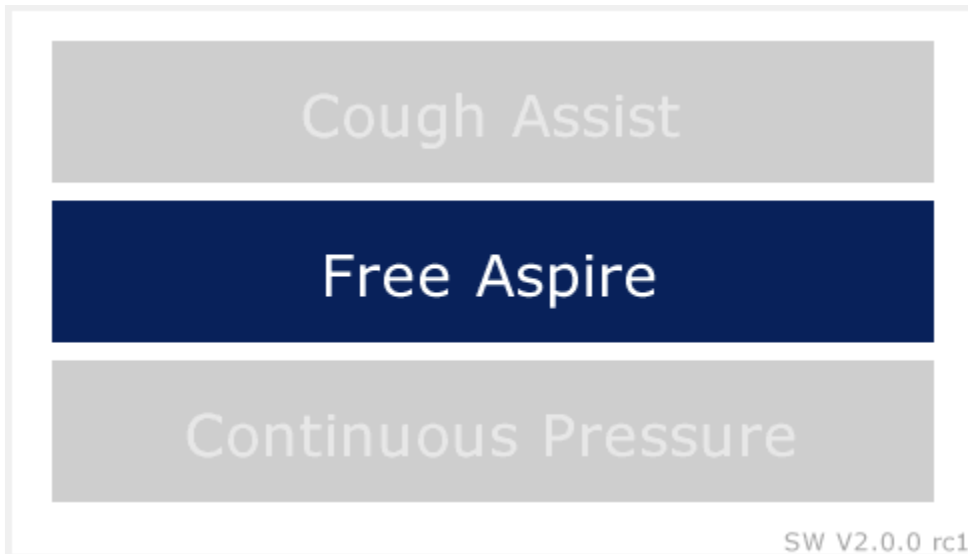 Cough Assist
Free Aspire
Continuous Pressure
SW V2.0.0 rc1